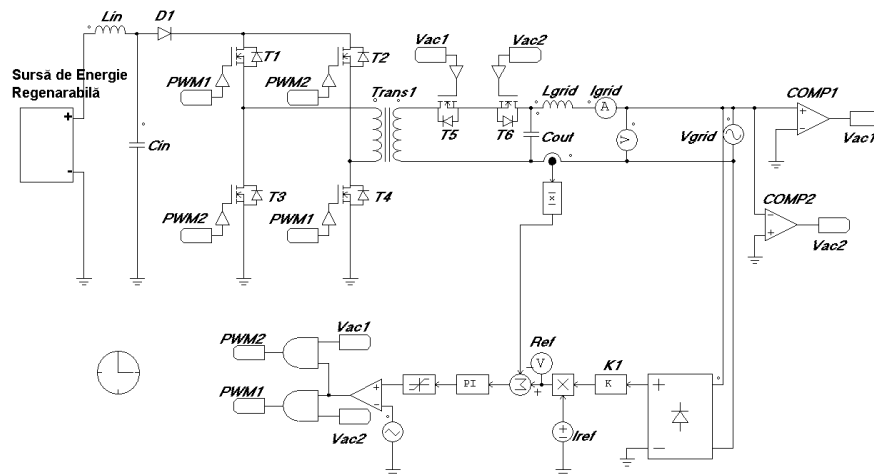 Lin
D1
Vac1
Vac2
T1
T2
Sursă de Energie
Regenarabilă
PWM1
PWM2
Trans1
Lgrid
Igrid
COMP1
+
A
+
-
T5
T6
Cout
V
Vgrid
Vac1
Cin
-
T3
T4
COMP2
PWM2
PWM1
x
-
+
Vac2
Vac1
Ref
PWM2
V
K1
PWM1
+
-
PI
Σ
+
-
K
+
Vac2
+
-
Iref
-